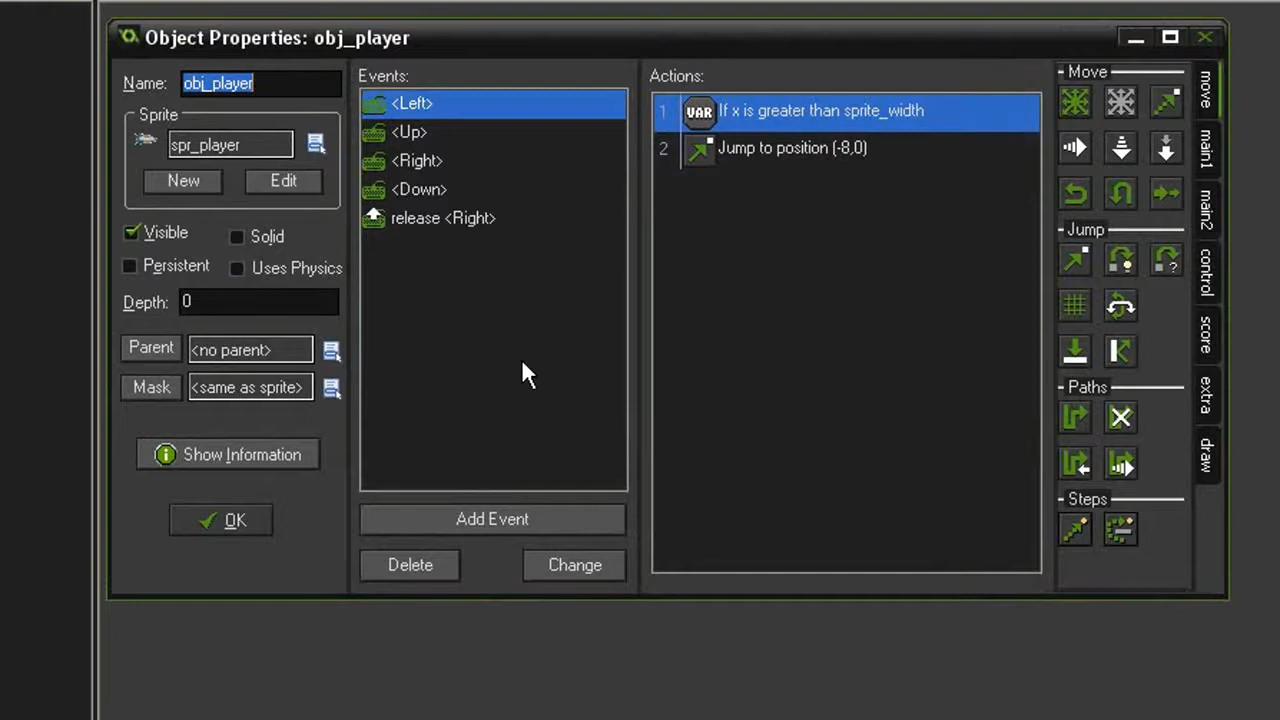 Object Properties: obj_player
Name: obj_player
Sprite
spr_player
New Edit
Visible Solid
Persistent Uses Physics
Depth: 0
Parent <no parent>
Mask <same as sprite>
Show Information
OK
Events:
<Left>
<Up>
<Right>
<Down>
release <Right>
Add Event
Delete Change
Actions:
1 VAR If x is greater than sprite_width
2 Jump to position (-8,0)
Move
Jump
?
Paths
Steps
move
main1
main2
control
score
extra
draw